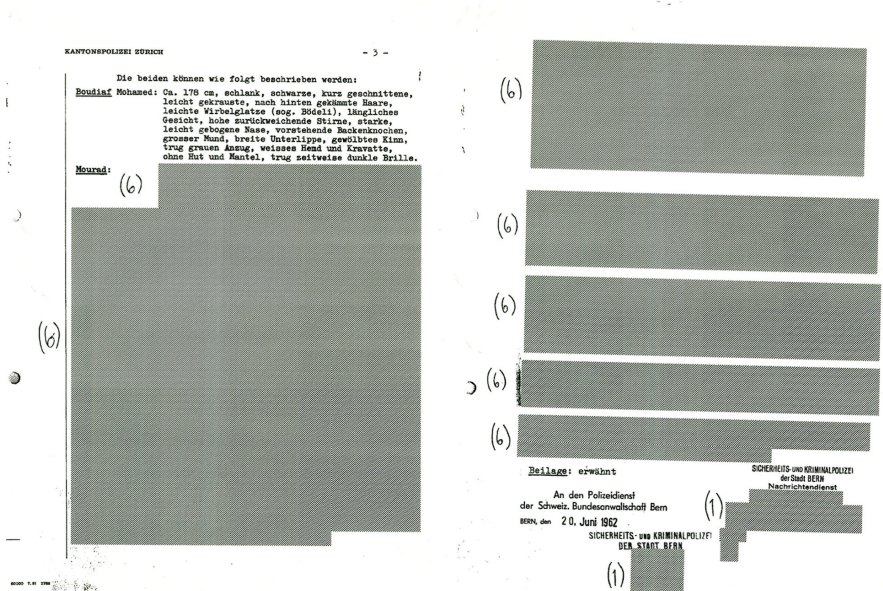 KANTONSPOLIZEI ZÜRICH - 3 -
Die beiden können wie folgt beschrieben werden:
Boudiaf Mohamed: Ca. 178 cm, schlank, schwarze, kurz geschnittene,
leicht gekrauste, nach hinten gekämmte Haare,
leichte Wirbelglatze (sog. Bödeli), längliches
Gesicht, hohe zurückweichende Stirne, starke,
leicht gebogene Nase, vorstehende Backenknochen,
grosser Mund, breite Unterlippe, gewölbtes Kinn,
trug grauen Anzug, weisses Hemd und Kravatte,
ohne Hut und Mantel, trug zeitweise dunkle Brille.
Mourad:
(6)
(6)
(6)
(6)
(6)
(6)
(6)
Beilage: erwähnt
SICHERHEITS- UND KRIMINALPOLIZEI
der Stadt BERN
Nachrichtendienst
(1)
An den Polizeidienst
der Schweiz. Bundesanwaltschaft Bern
BERN, den 20. Juni 1962
SICHERHEITS- UND KRIMINALPOLIZEI
DER STADT BERN
(1)